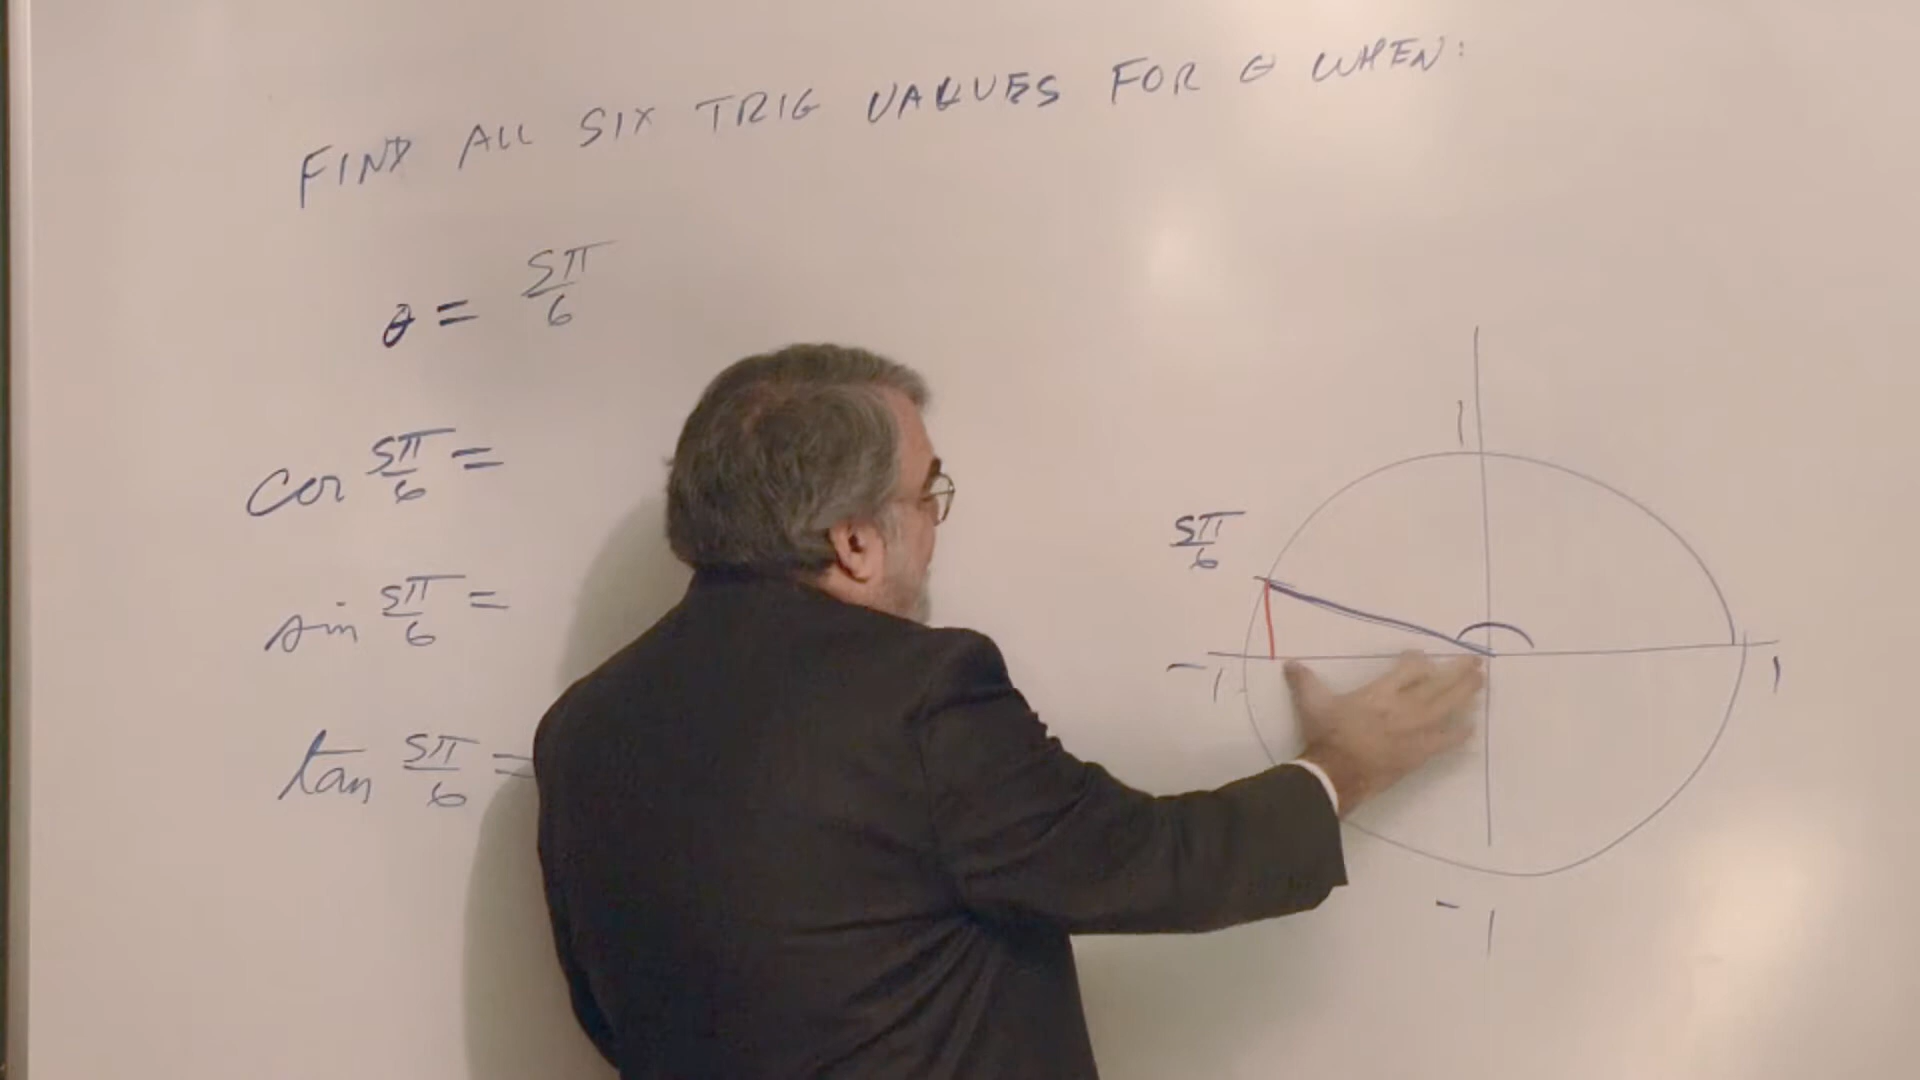 FIND ALL SIX TRIG VALUES FOR θ WHEN:
θ = 5π/6
cos 5π/6 =
sin 5π/6 =
tan 5π/6 =
1
5π/6
-1
1
-1